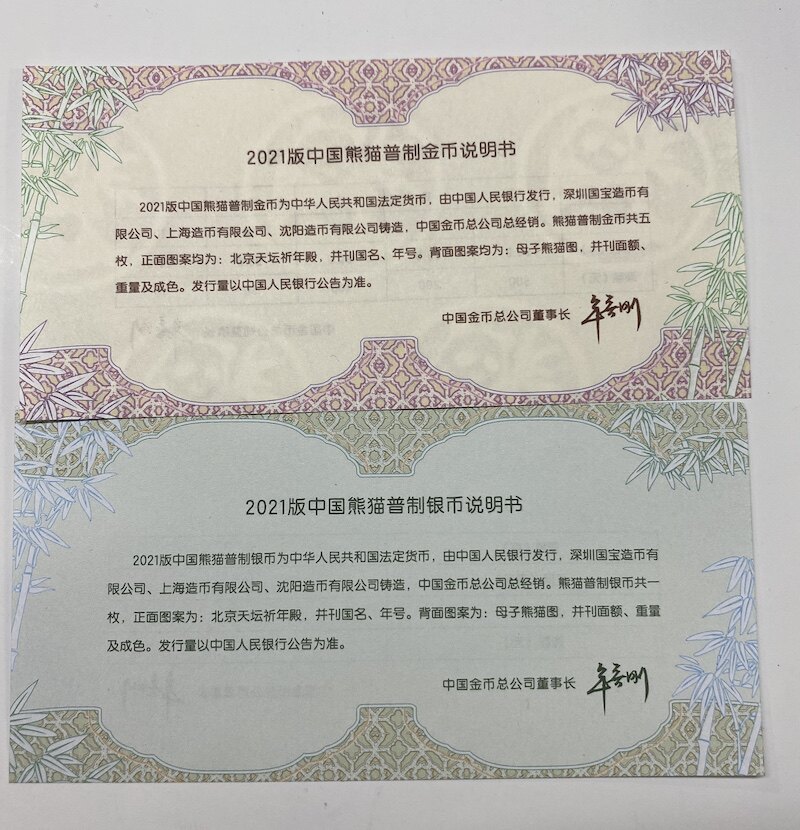 2021版中国熊猫普制金币说明书
2021版中国熊猫普制金币为中华人民共和国法定货币，由中国人民银行发行，深圳国宝造币有
限公司、上海造币有限公司、沈阳造币有限公司铸造，中国金币总公司总经销。熊猫普制金币共五
枚，正面图案均为：北京天坛祈年殿，并刊国名、年号。背面图案均为：母子熊猫图，并刊面额、
重量及成色。发行量以中国人民银行公告为准。
中国金币总公司董事长
2021版中国熊猫普制银币说明书
2021版中国熊猫普制银币为中华人民共和国法定货币，由中国人民银行发行，深圳国宝造币有
限公司、上海造币有限公司、沈阳造币有限公司铸造，中国金币总公司总经销。熊猫普制银币共一
枚，正面图案为：北京天坛祈年殿，并刊国名、年号。背面图案为：母子熊猫图，并刊面额、重量
及成色。发行量以中国人民银行公告为准。
中国金币总公司董事长